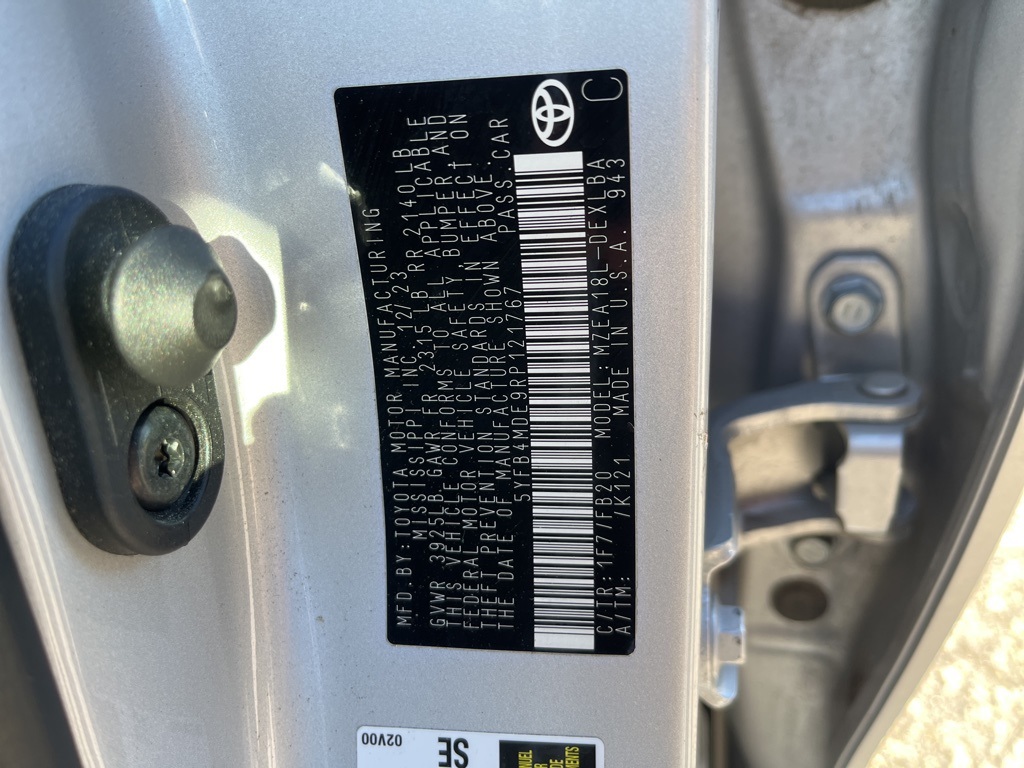 MFD.BY:TOYOTA MOTOR MANUFACTURING
MISSISSIPPI INC. 12/23
GVWR 3925LB GAWR FR 2315 LB RR 2140 LB
THIS VEHICLE CONFORMS TO ALL APPLICABLE
FEDERAL MOTOR VEHICLE SAFETY BUMPER AND
THEFT PREVENTION STANDARDS IN EFFECT ON
THE DATE OF MANUFACTURE SHOWN ABOVE.
5YFB4MDE9RP121767 PASS.CAR
C/TR:1F7/FB20 MODEL:MZEA18L-DEXLBA
A/TM: /K121 MADE IN U.S.A. 943
C
02V00
SE